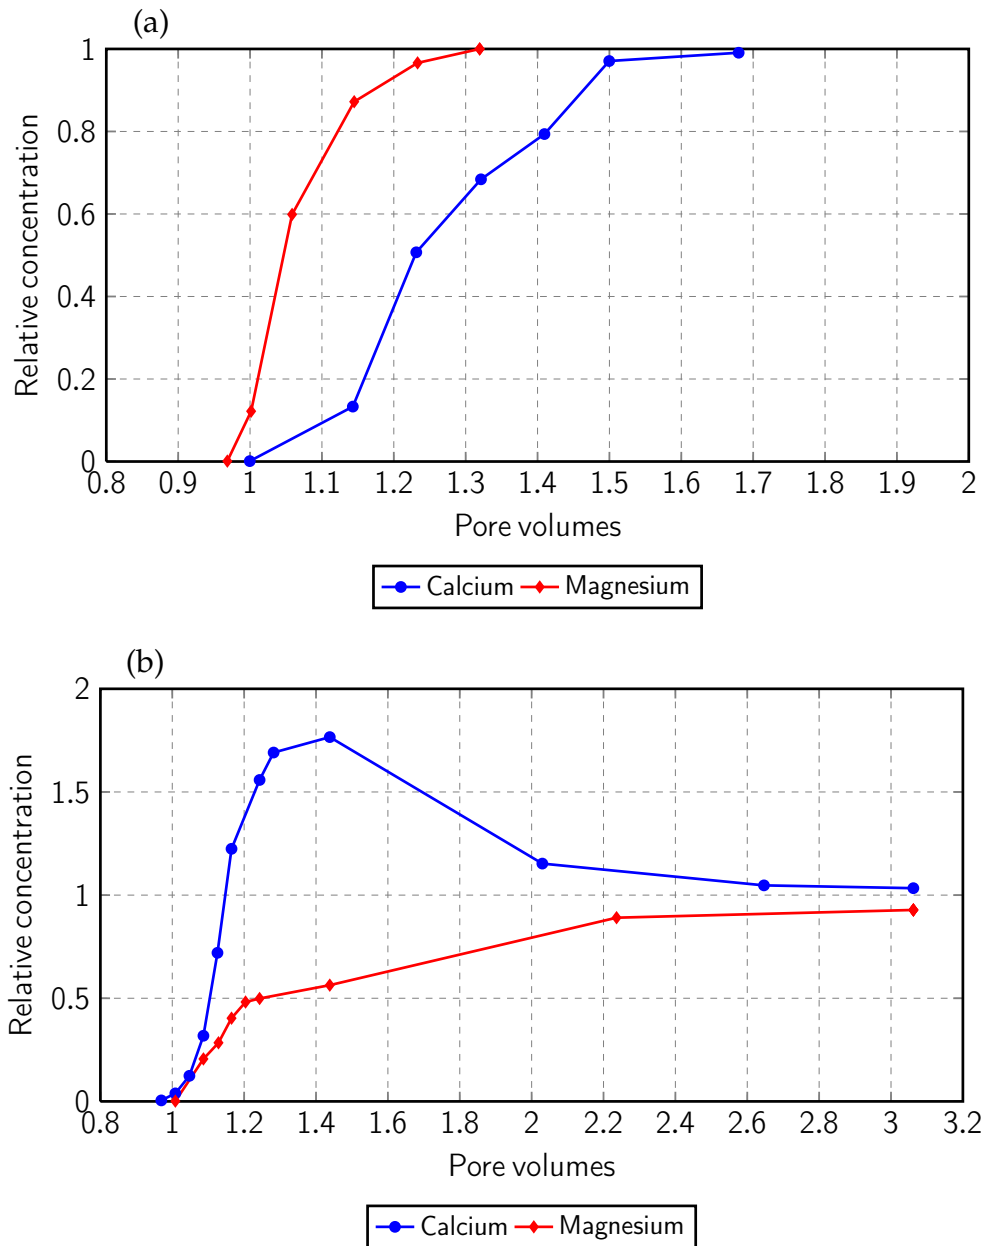 (a)
1
0.8
0.6
0.4
0.2
0
Relative concentration
0.8 0.9 1 1.1 1.2 1.3 1.4 1.5 1.6 1.7 1.8 1.9 2
Pore volumes
Calcium Magnesium
(b)
2
1.5
1
0.5
0
Relative concentration
0.8 1 1.2 1.4 1.6 1.8 2 2.2 2.4 2.6 2.8 3 3.2
Pore volumes
Calcium Magnesium